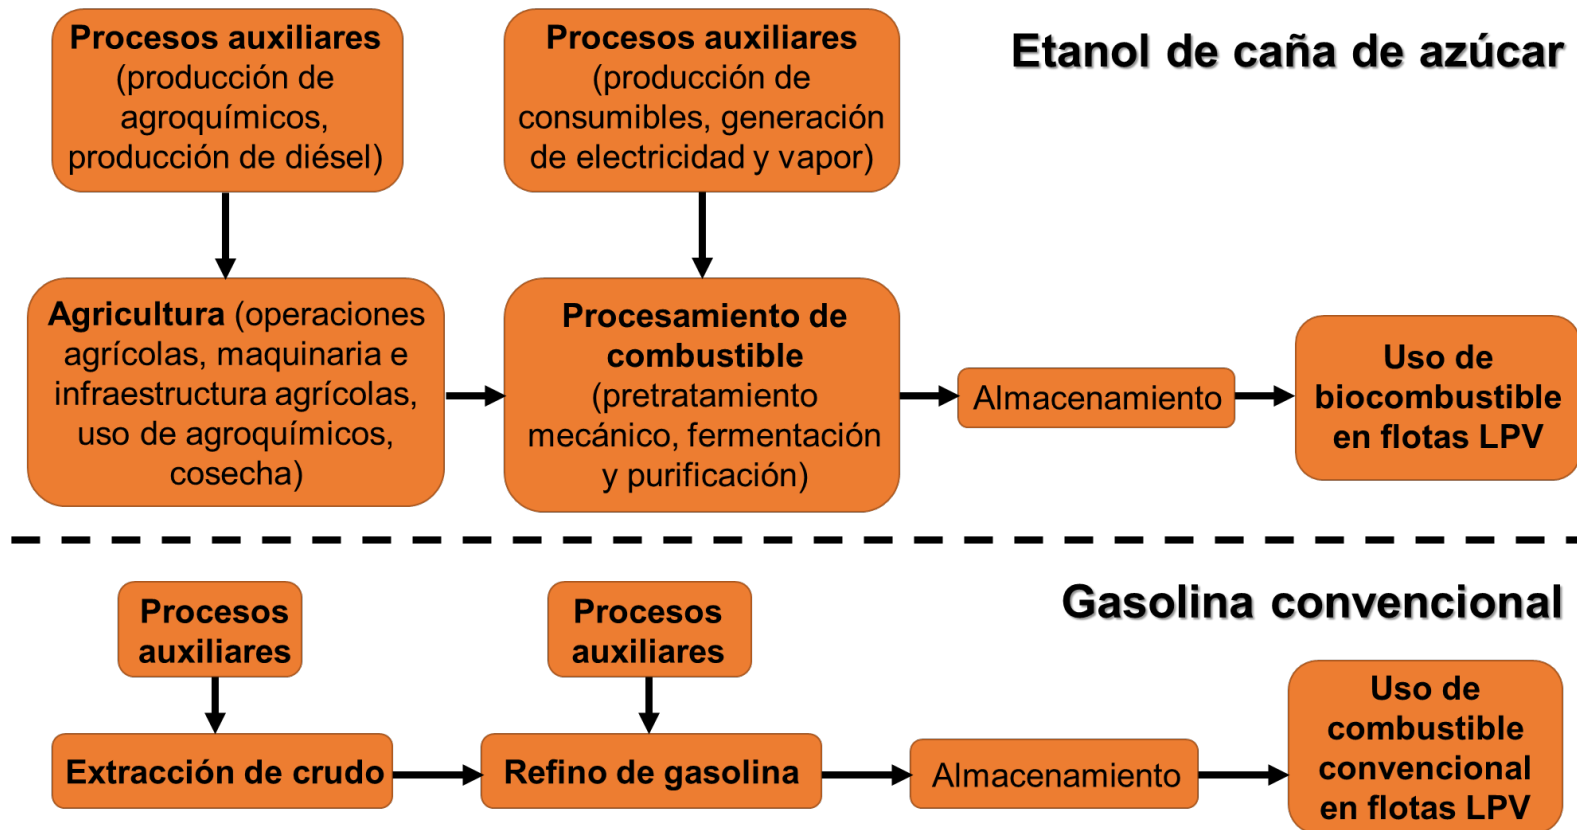 Procesos auxiliares
(producción de
agroquímicos,
producción de diésel)
Procesos auxiliares
(producción de
consumibles, generación
de electricidad y vapor)
Etanol de caña de azúcar
Agricultura (operaciones
agrícolas, maquinaria e
infraestructura agrícolas,
uso de agroquímicos,
cosecha)
Procesamiento de
combustible
(pretratamiento
mecánico, fermentación
y purificación)
Almacenamiento
Uso de
biocombustible
en flotas LPV
Gasolina convencional
Procesos
auxiliares
Procesos
auxiliares
Extracción de crudo
Refino de gasolina
Almacenamiento
Uso de
combustible
convencional
en flotas LPV